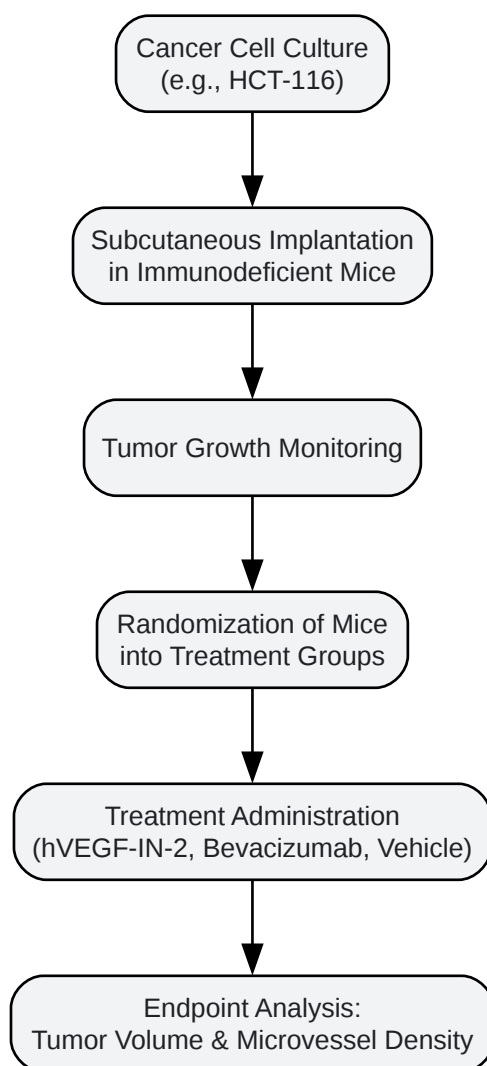 Cancer Cell Culture
(e.g., HCT-116)
Subcutaneous Implantation
in Immunodeficient Mice
Tumor Growth Monitoring
Randomization of Mice
into Treatment Groups
Treatment Administration
(hVEGF-IN-2, Bevacizumab, Vehicle)
Endpoint Analysis:
Tumor Volume & Microvessel Density